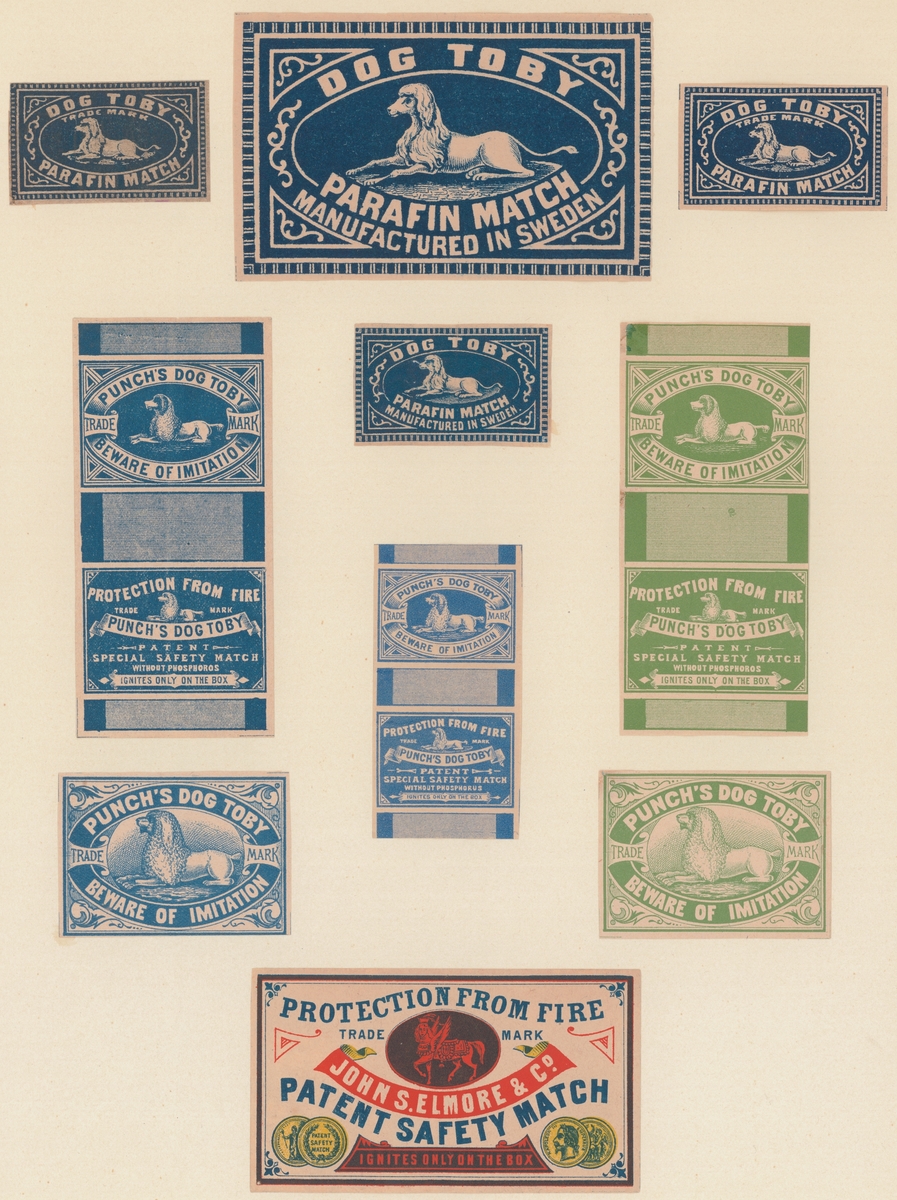 DOG TOBY
TRADE MARK
PARAFIN MATCH
DOG TOBY
PARAFIN MATCH
MANUFACTURED IN SWEDEN
DOG TOBY
TRADE MARK
PARAFIN MATCH
PUNCH'S DOG TOBY
TRADE MARK
BEWARE OF IMITATION
PROTECTION FROM FIRE
TRADE MARK
PUNCH'S DOG TOBY
PATENT
SPECIAL SAFETY MATCH
WITHOUT PHOSPHOROS
IGNITES ONLY ON THE BOX
DOG TOBY
PARAFIN MATCH
MANUFACTURED IN SWEDEN
PUNCH'S DOG TOBY
TRADE MARK
BEWARE OF IMITATION
PROTECTION FROM FIRE
TRADE MARK
PUNCH'S DOG TOBY
PATENT
SPECIAL SAFETY MATCH
WITHOUT PHOSPHOROS
IGNITES ONLY ON THE BOX
PUNCH'S DOG TOBY
TRADE MARK
BEWARE OF IMITATION
PROTECTION FROM FIRE
TRADE MARK
PUNCH'S DOG TOBY
PATENT
SPECIAL SAFETY MATCH
WITHOUT PHOSPHORUS
IGNITES ONLY ON THE BOX
PUNCH'S DOG TOBY
TRADE MARK
BEWARE OF IMITATION
PUNCH'S DOG TOBY
TRADE MARK
BEWARE OF IMITATION
PROTECTION FROM FIRE
TRADE MARK
JOHN S. ELMORE & Co
PATENT SAFETY MATCH
PATENT
SAFETY
MATCH
IGNITES ONLY ON THE BOX